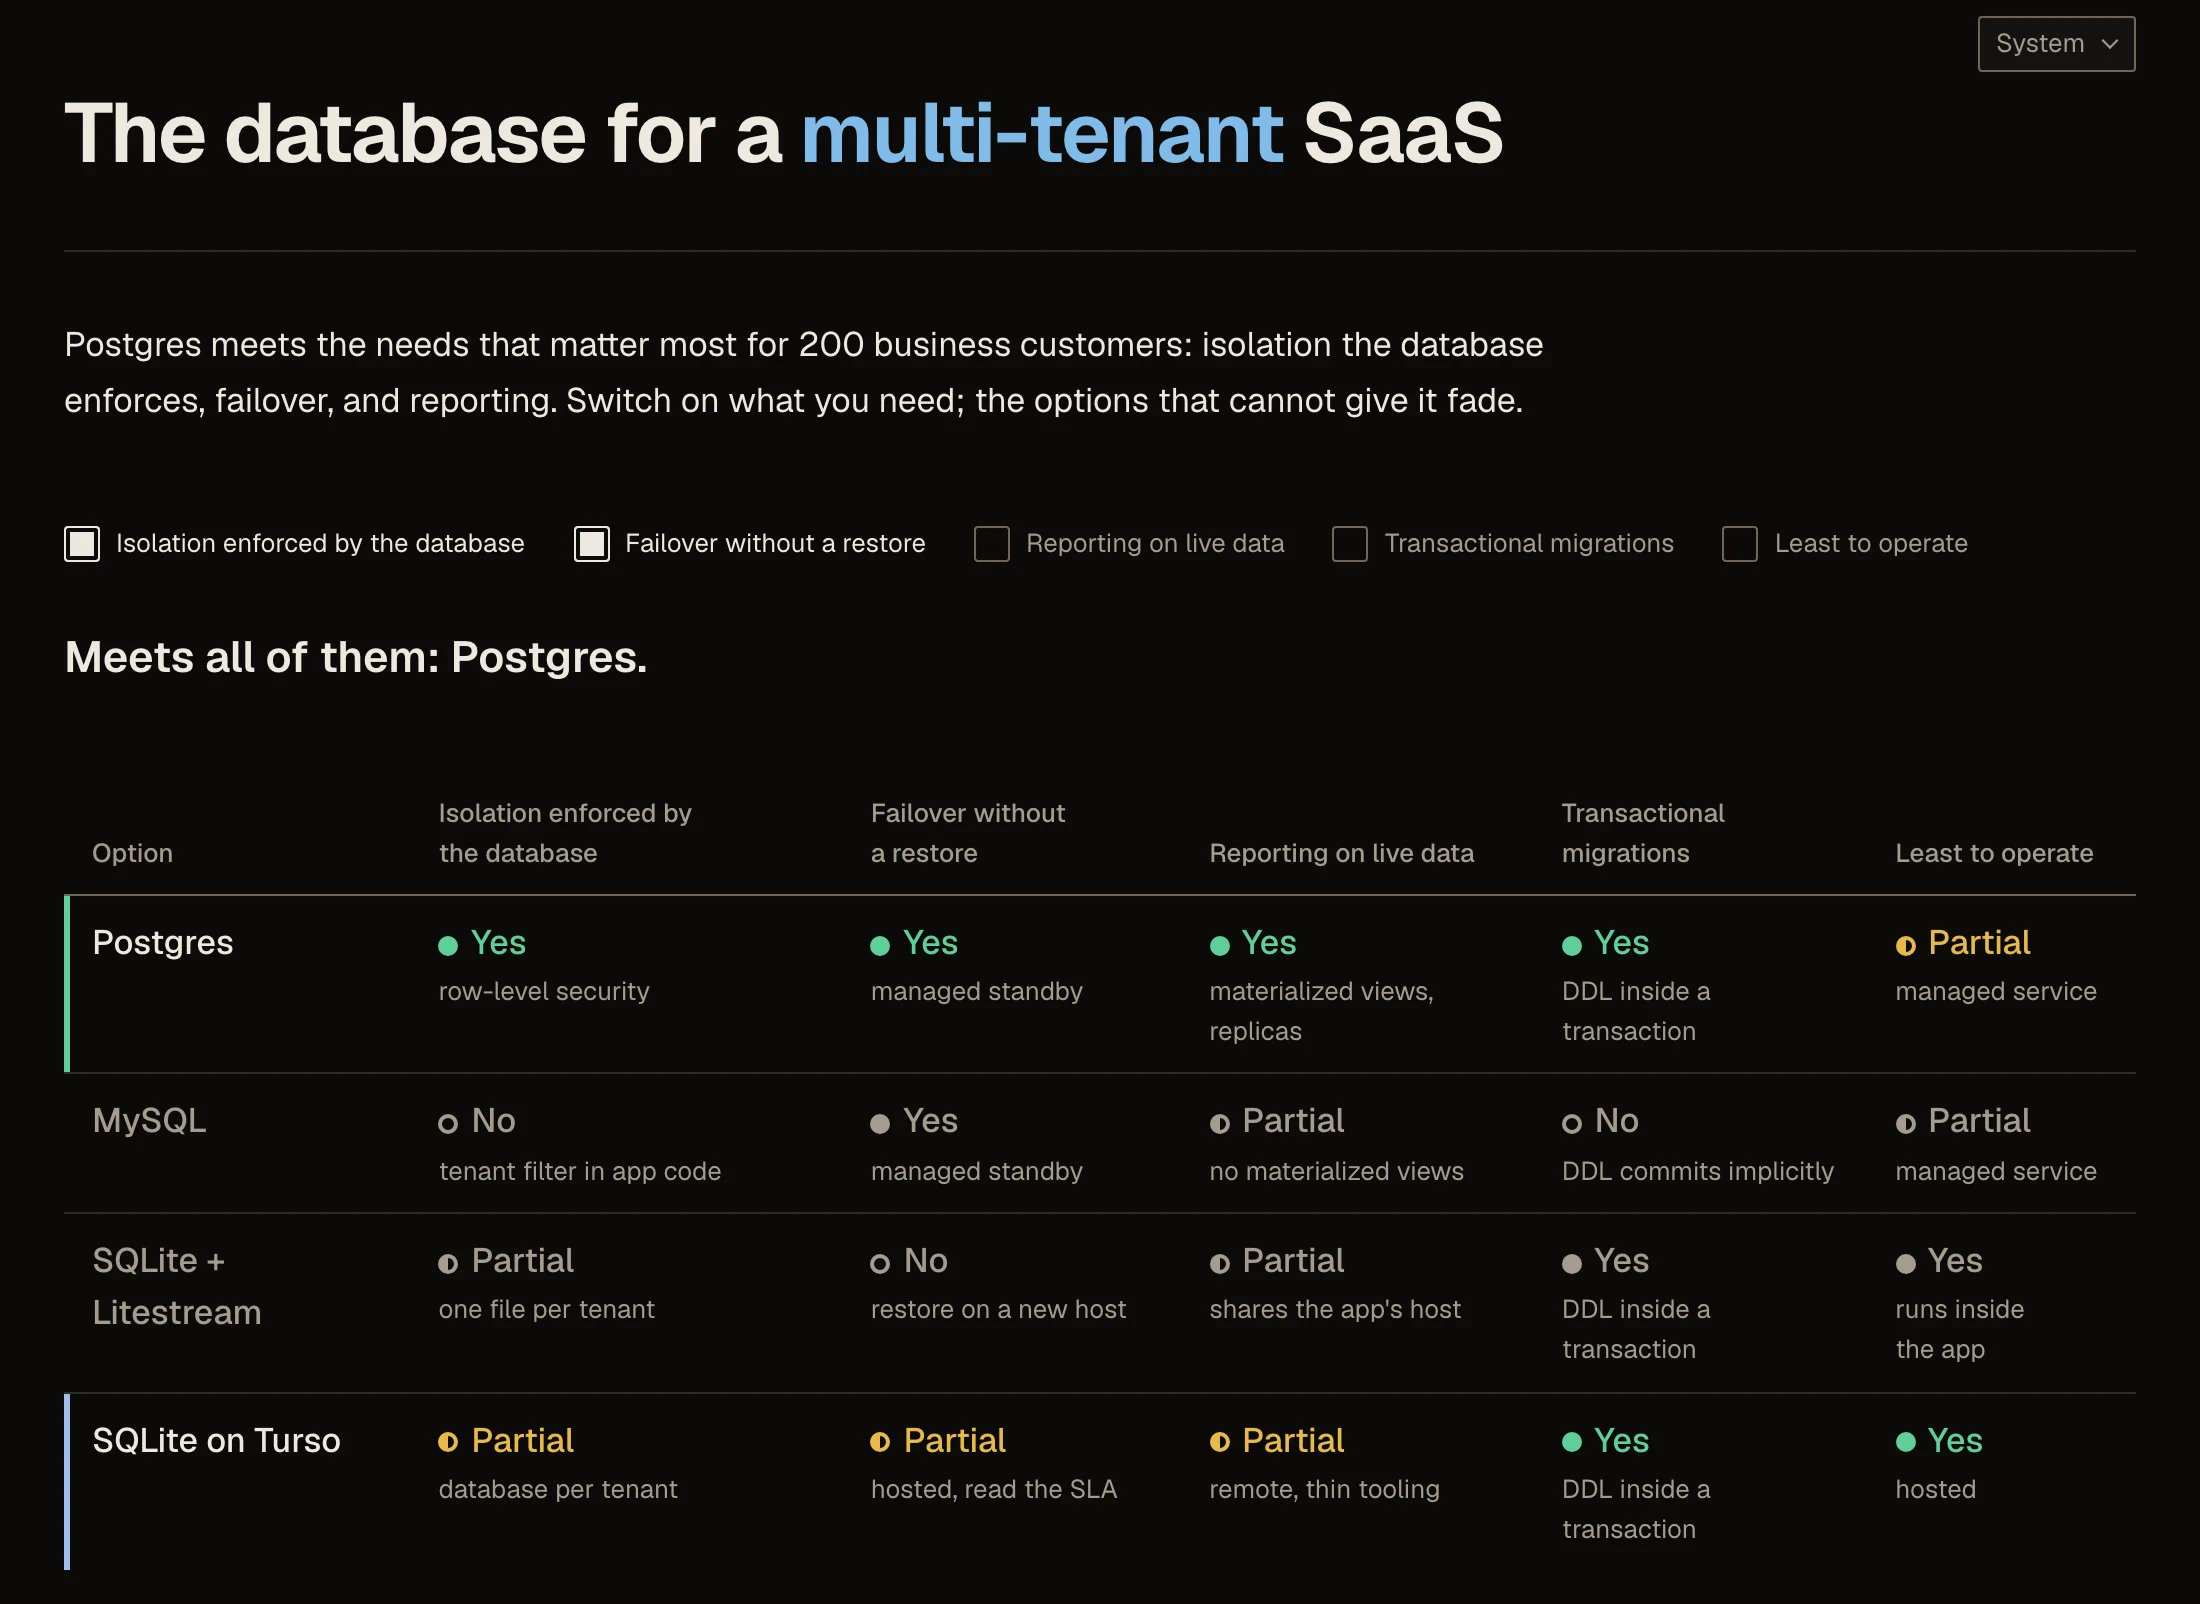 System
The database for a multi-tenant SaaS
Postgres meets the needs that matter most for 200 business customers: isolation the database
enforces, failover, and reporting. Switch on what you need; the options that cannot give it fade.
Isolation enforced by the database
Failover without a restore
Reporting on live data
Transactional migrations
Least to operate
Meets all of them: Postgres.
Option
Isolation enforced by
the database
Failover without
a restore
Reporting on live data
Transactional
migrations
Least to operate
Postgres
Yes
row-level security
Yes
managed standby
Yes
materialized views,
replicas
Yes
DDL inside a
transaction
Partial
managed service
MySQL
No
tenant filter in app code
Yes
managed standby
Partial
no materialized views
No
DDL commits implicitly
Partial
managed service
SQLite +
Litestream
Partial
one file per tenant
No
restore on a new host
Partial
shares the app's host
Yes
DDL inside a
transaction
Yes
runs inside
the app
SQLite on Turso
Partial
database per tenant
Partial
hosted, read the SLA
Partial
remote, thin tooling
Yes
DDL inside a
transaction
Yes
hosted